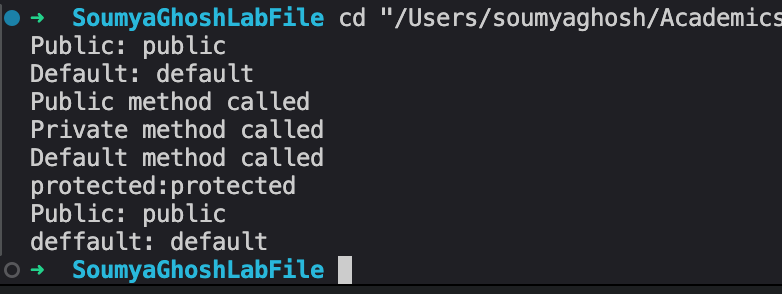 ➜ SoumyaGhoshLabFile cd "/Users/soumyaghosh/Academics
Public: public
Default: default
Public method called
Private method called
Default method called
protected:protected
Public: public
deffault: default
➜ SoumyaGhoshLabFile